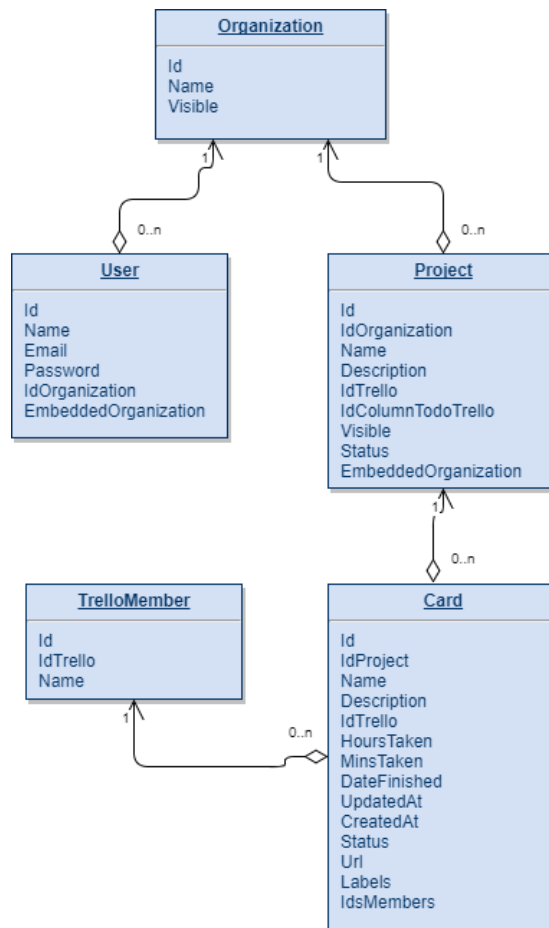 Organization
Id
Name
Visible
1
1
0..n
0..n
User
Id
Name
Email
Password
IdOrganization
EmbeddedOrganization
Project
Id
IdOrganization
Name
Description
IdTrello
IdColumnTodoTrello
Visible
Status
EmbeddedOrganization
1
0..n
TrelloMember
Id
IdTrello
Name
1
0..n
Card
Id
IdProject
Name
Description
IdTrello
HoursTaken
MinsTaken
DateFinished
UpdatedAt
CreatedAt
Status
Url
Labels
IdsMembers